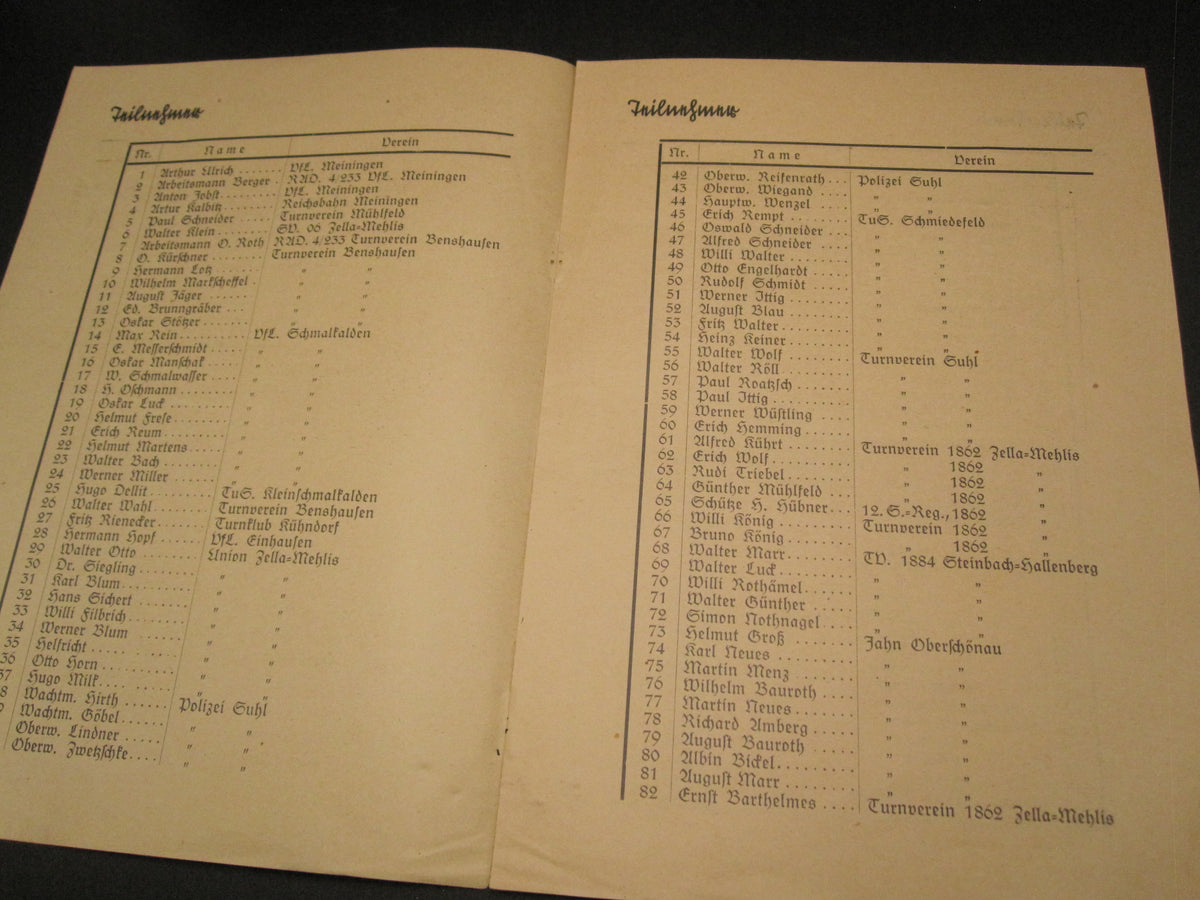 Teilnehmer
Nr. Name Verein
1 Arthur Ulrich ....... VfL. Meiningen
2 Arbeitsmann Berger . RAD. 4/233 VfL. Meiningen
3 Anton Jobst ........ VfL. Meiningen
4 Artur Kalbitz ....... Reichsbahn Meiningen
5 Paul Schneider ..... Turnverein Mühlfeld
6 Walter Klein ........ SV. 06 Zella=Mehlis
7 Arbeitsmann O. Roth RAD. 4/233 Turnverein Benshausen
8 O. Kürschner ....... Turnverein Benshausen
9 Hermann Lotz ...... „ „
10 Wilhelm Markscheffel . „ „
11 August Jäger ...... „ „
12 Ed. Brunngräber ... „ „
13 Oskar Stötzer ....... „ „
14 Max Rein .......... VfL. Schmalkalden
15 E. Messerschmidt .... „ „
16 Oskar Manschak .... „ „
17 W. Schmalwasser .... „ „
18 H. Oschmann ....... „ „
19 Oskar Luck ........ „ „
20 Helmut Frese ....... „ „
21 Erich Reum ........ „ „
22 Helmut Martens ..... „ „
23 Walter Bach ........ „ „
24 Werner Miller ...... „ „
25 Hugo Dellit ......... TuS. Kleinschmalkalden
26 Walter Wahl ....... Turnverein Benshausen
27 Fritz Rienecker ...... Turnklub Kühndorf
28 Hermann Hopf ..... VfL. Einhausen
29 Walter Otto ....... Union Zella=Mehlis
30 Dr. Siegling ........ „ „
31 Karl Blum ......... „ „
32 Hans Sichert ....... „ „
33 Willi Filbrich ....... „ „
34 Werner Blum ..... „ „
35 Helfricht ........... „ „
36 Otto Horn ......... „ „
37 Hugo Milk ......... „ „
8 Wachtm. Hirth ..... Polizei Suhl
9 Wachtm. Göbel ..... „ „
Oberw. Lindner ..... „ „
Oberw. Zwetzschke .... „ „
Teilnehmer
Nr. Name Verein
42 Oberw. Reifenrath ... Polizei Suhl
43 Oberw. Wiegand .... „ „
44 Hauptw. Wenzel .... „ „
45 Erich Rempt ....... TuS. Schmiedefeld
46 Oswald Schneider ... „ „
47 Alfred Schneider .... „ „
48 Willi Walter ....... „ „
49 Otto Engelhardt .... „ „
50 Rudolf Schmidt .... „ „
51 Werner Ittig ....... „ „
52 August Blau ....... „ „
53 Fritz Walter ........ „ „
54 Heinz Keiner ....... „ „
55 Walter Wolf ....... Turnverein Suhl
56 Walter Röll ........ „ „
57 Paul Roatzsch ...... „ „
58 Paul Ittig .......... „ „
59 Werner Wüstling .... „ „
60 Erich Hemming ..... „ „
61 Alfred Kührt ....... Turnverein 1862 Zella=Mehlis
62 Erich Wolf ......... „ 1862 „
63 Rudi Triebel ........ „ 1862 „
64 Günther Mühlfeld ... „ 1862 „
65 Schütze H. Hübner ... 12. S.=Reg., 1862 „
66 Willi König ........ Turnverein 1862 „
67 Bruno König ....... „ 1862 „
68 Walter Marr ....... TV. 1884 Steinbach=Hallenberg
69 Walter Luck ........ „ „
70 Willi Rothämel ..... „ „
71 Walter Günther ..... „ „
72 Simon Nothnagel .... „ „
73 Helmut Groß ....... Jahn Oberschönau
74 Karl Neues ......... „ „
75 Martin Menz ....... „ „
76 Wilhelm Bauroth .... „ „
77 Martin Neues ....... „ „
78 Richard Amberg .... „ „
79 August Bauroth ..... „ „
80 Albin Bickel ........ „ „
81 August Marr ....... „ „
82 Ernst Barthelmes .... Turnverein 1862 Zella=Mehlis